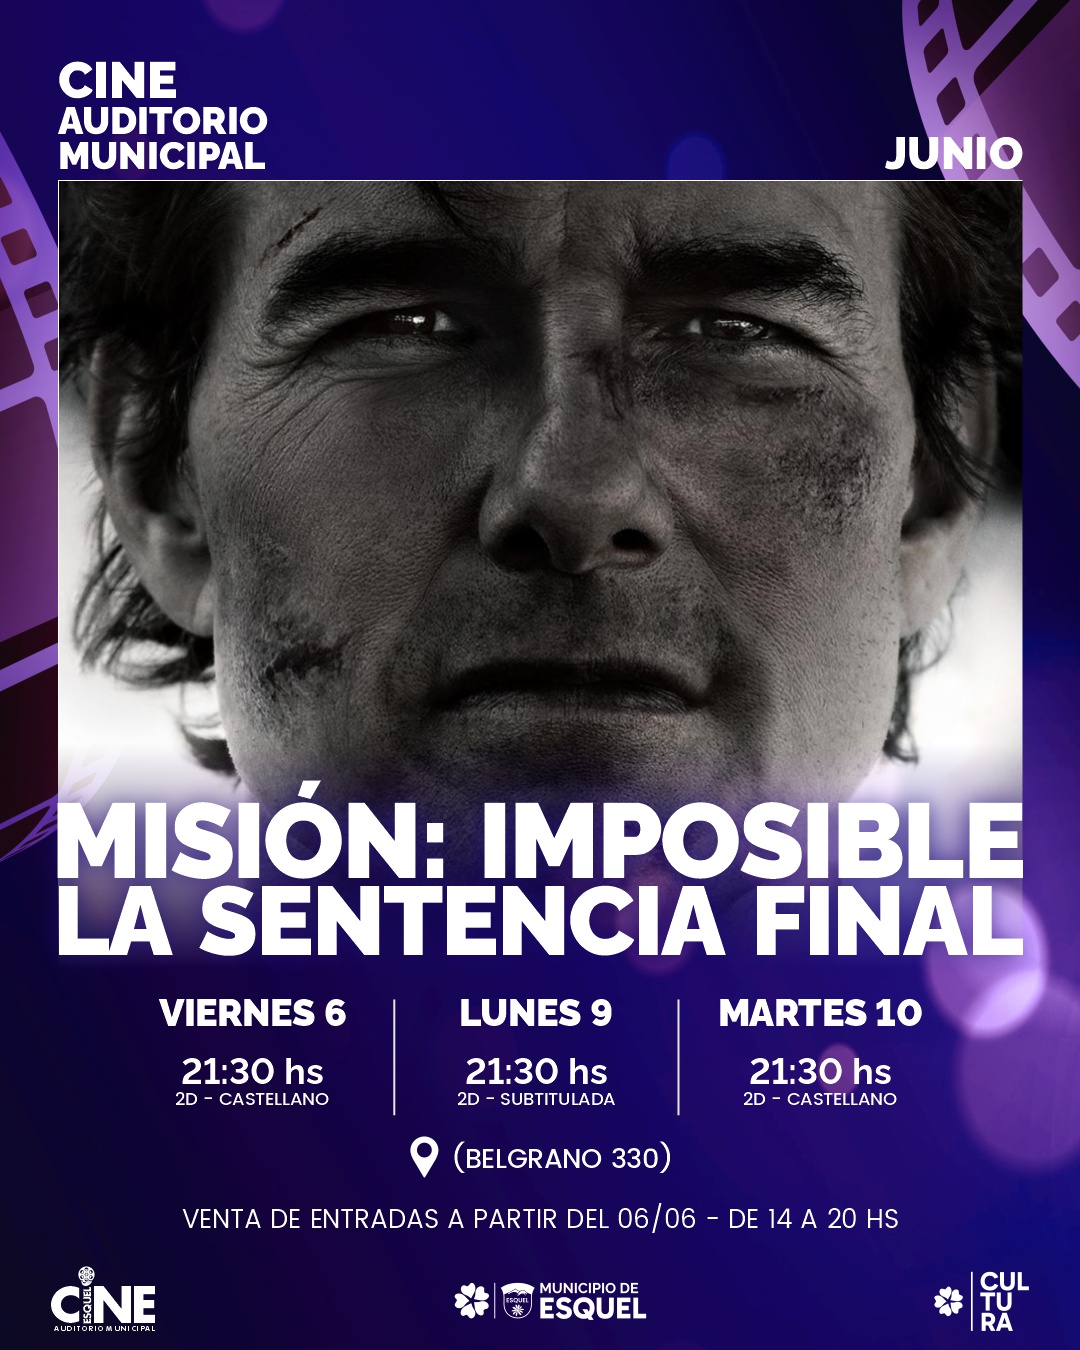 CINE
AUDITORIO
MUNICIPAL
JUNIO
MISIÓN: IMPOSIBLE
LA SENTENCIA FINAL
VIERNES 6
21:30 hs
2D - CASTELLANO
LUNES 9
21:30 hs
2D - SUBTITULADA
MARTES 10
21:30 hs
2D - CASTELLANO
(BELGRANO 330)
VENTA DE ENTRADAS A PARTIR DEL 06/06 - DE 14 A 20 HS
CINE
ESQUEL
AUDITORIO MUNICIPAL
ESQUEL
MUNICIPIO DE
ESQUEL
CUL
TU
RA